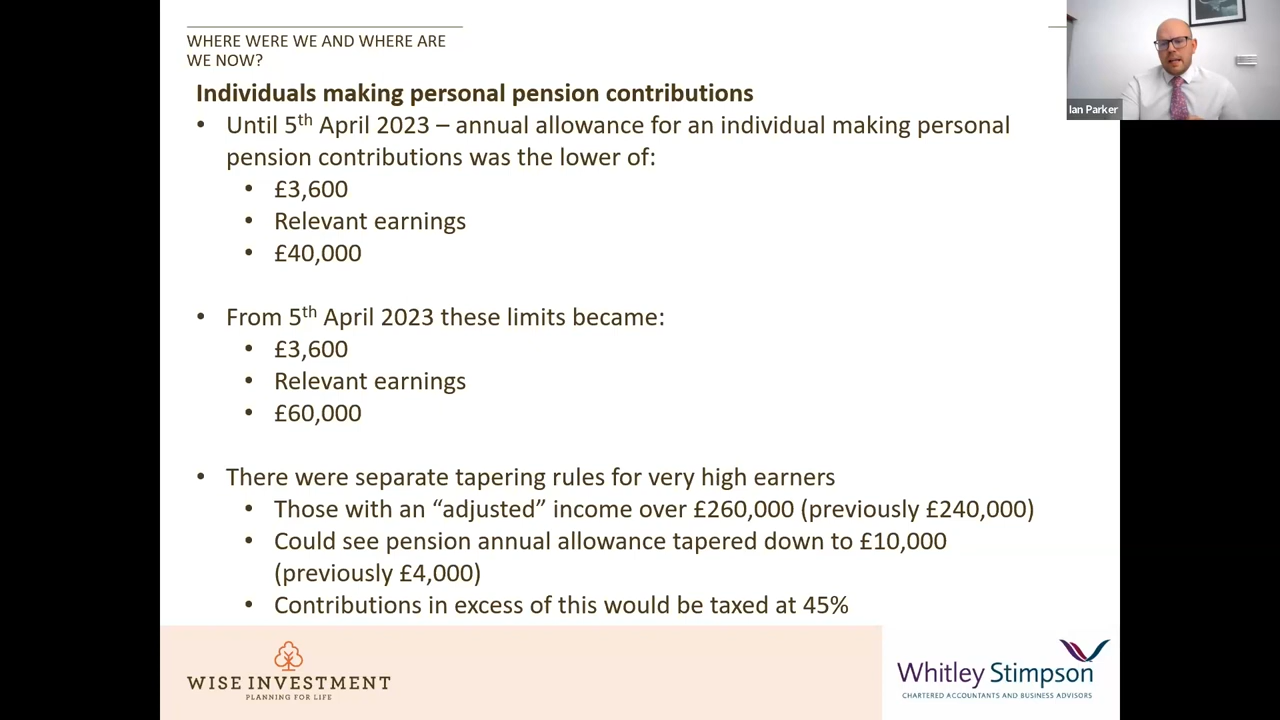 WHERE WERE WE AND WHERE ARE
WE NOW?
Individuals making personal pension contributions
• Until 5th April 2023 – annual allowance for an individual making personal
pension contributions was the lower of:
• £3,600
• Relevant earnings
• £40,000
• From 5th April 2023 these limits became:
• £3,600
• Relevant earnings
• £60,000
• There were separate tapering rules for very high earners
• Those with an “adjusted” income over £260,000 (previously £240,000)
• Could see pension annual allowance tapered down to £10,000
(previously £4,000)
• Contributions in excess of this would be taxed at 45%
Ian Parker
WISE INVESTMENT
PLANNING FOR LIFE
Whitley Stimpson
CHARTERED ACCOUNTANTS AND BUSINESS ADVISORS